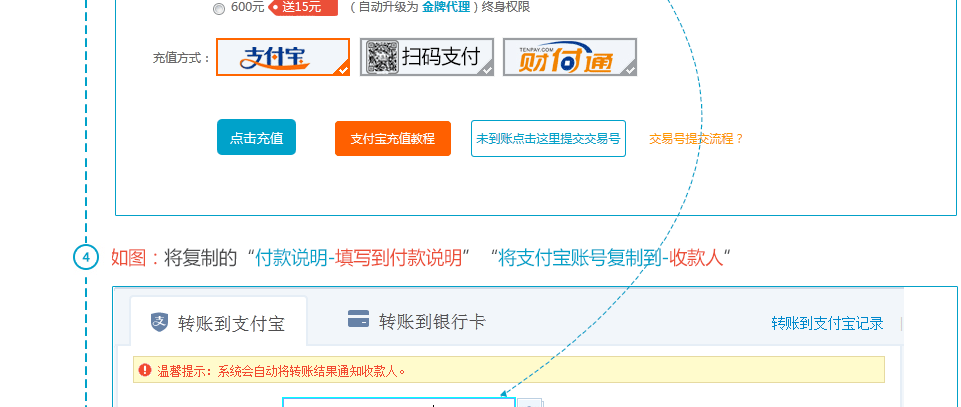 600元 送15元 （自动升级为 金牌代理）终身权限
充值方式： 支付宝 扫码支付 TENPAY.COM 财付通
点击充值 支付宝充值教程 未到账点击这里提交交易号 交易号提交流程？
4 如图：将复制的“付款说明-填写到付款说明” “将支付宝账号复制到-收款人”
支 转账到支付宝 转账到银行卡 转账到支付宝记录
温馨提示：系统会自动将转账结果通知收款人。